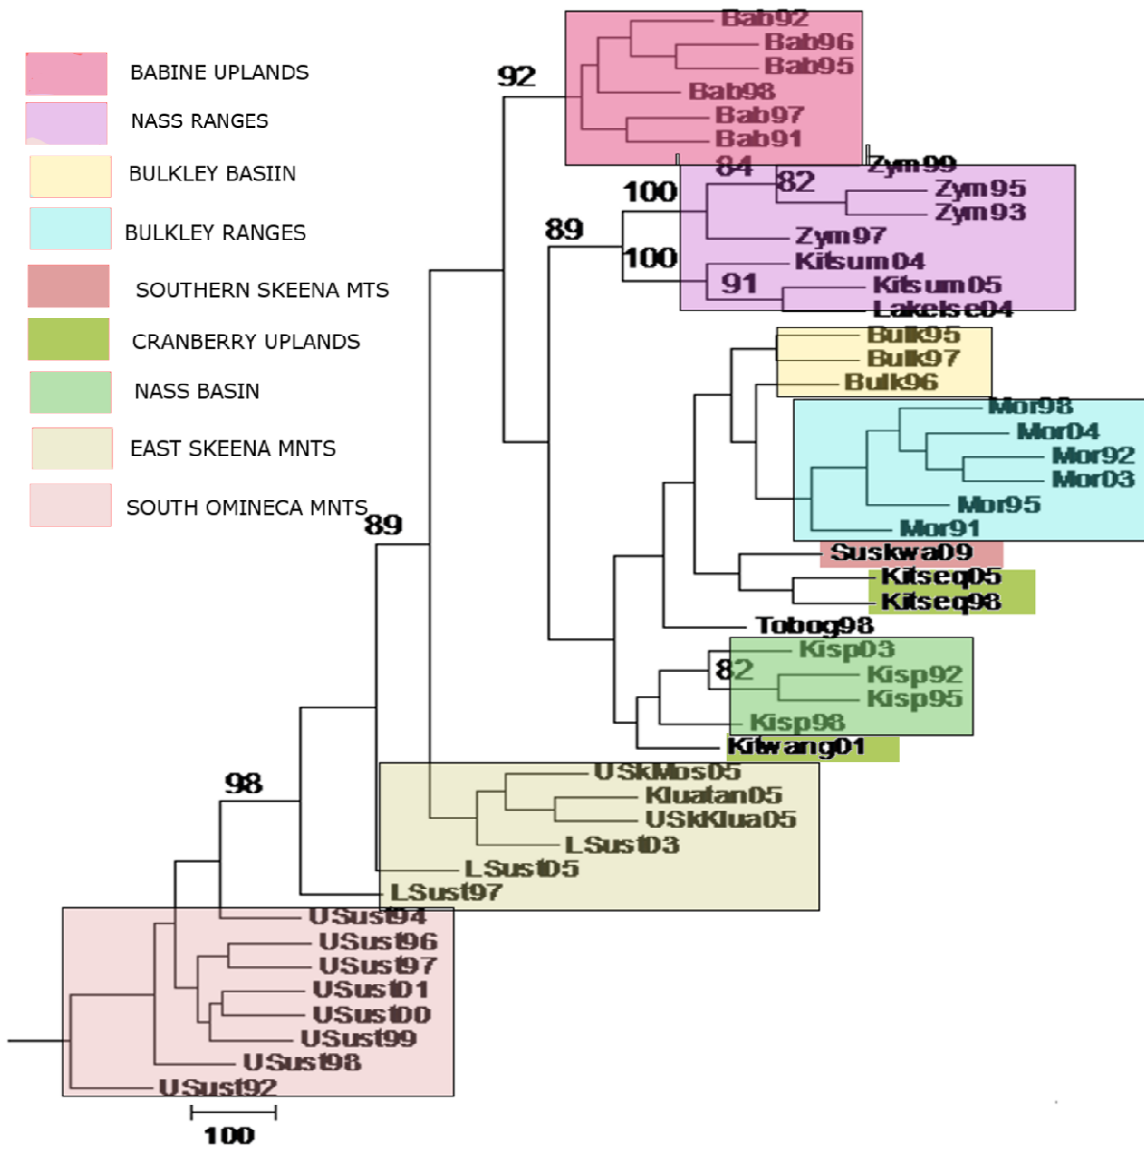 BABINE UPLANDS
NASS RANGES
BULKLEY BASIIN
BULKLEY RANGES
SOUTHERN SKEENA MTS
CRANBERRY UPLANDS
NASS BASIN
EAST SKEENA MNTS
SOUTH OMINECA MNTS
92
Bab92
Bab96
Bab95
Bab98
Bab97
Bab91
84
Zym99
100
82
Zym95
Zym93
89
Zym97
100
Kitsum04
91
Kitsum05
Lakelse04
Bulk95
Bulk97
Bulk96
Mor98
Mor04
Mor92
Mor03
Mor95
Mor91
89
Suskwa09
Kitseq05
Kitseq98
Tobog98
Kisp03
82
Kisp92
Kisp95
Kisp98
Kitwang01
98
USkMos05
Kluatan05
USkKlua05
LSust03
LSust05
LSust97
USust94
USust96
USust97
USust01
USust00
USust99
USust98
USust92
100